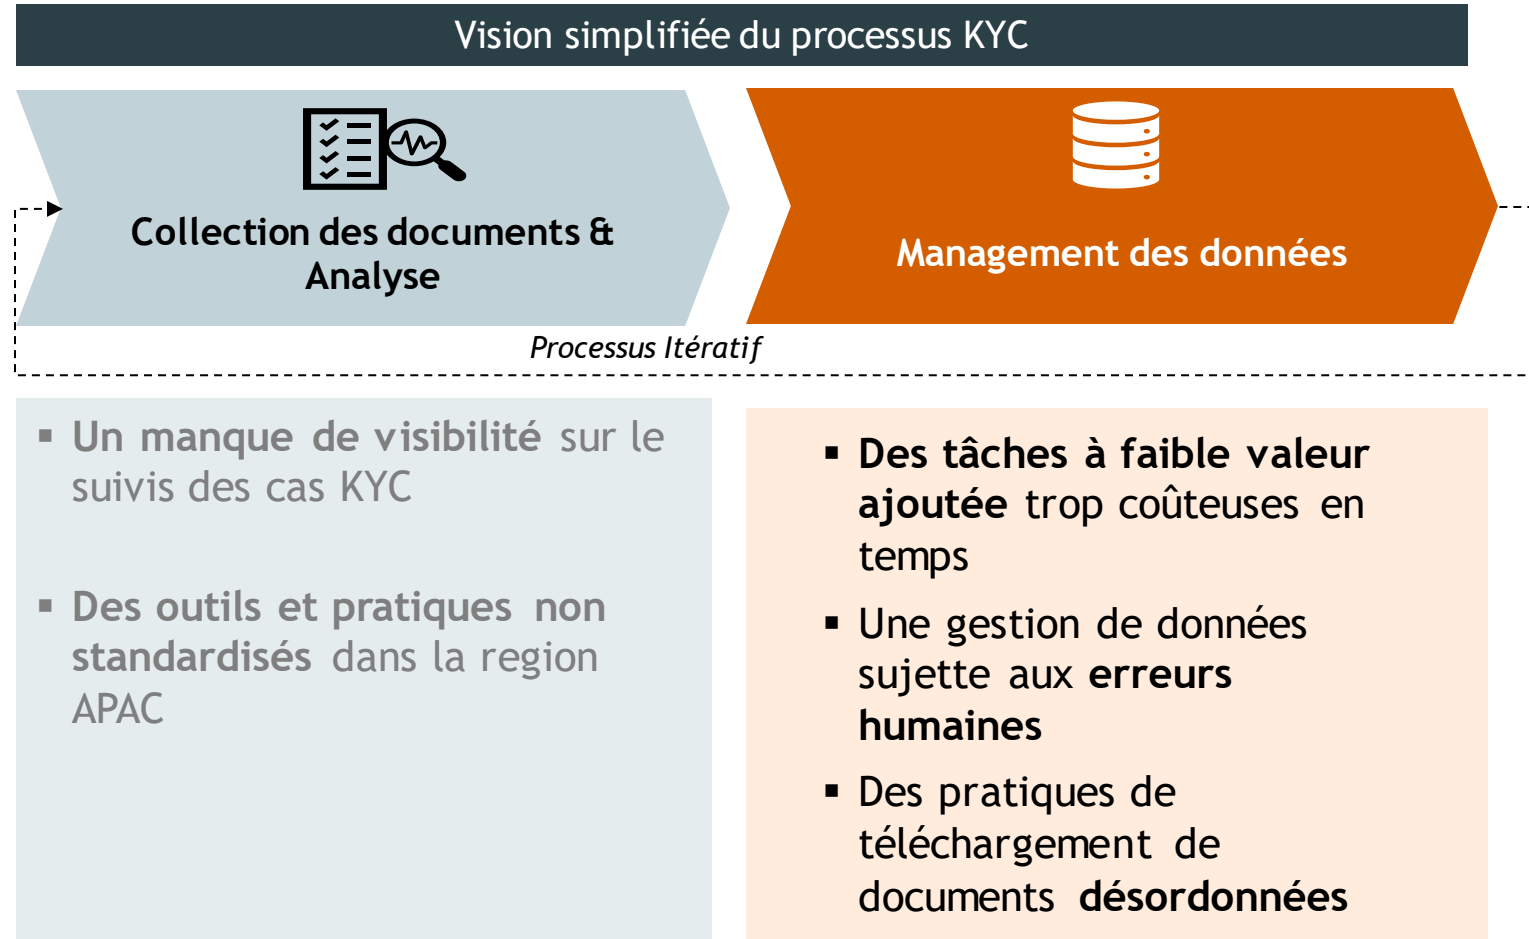 Vision simplifiée du processus KYC
Collection des documents &
Analyse
Management des données
Processus Itératif
▪ Un manque de visibilité sur le
suivis des cas KYC
▪ Des outils et pratiques non
standardisés dans la region
APAC
▪ Des tâches à faible valeur
ajoutée trop coûteuses en
temps
▪ Une gestion de données
sujette aux erreurs
humaines
▪ Des pratiques de
téléchargement de
documents désordonnées